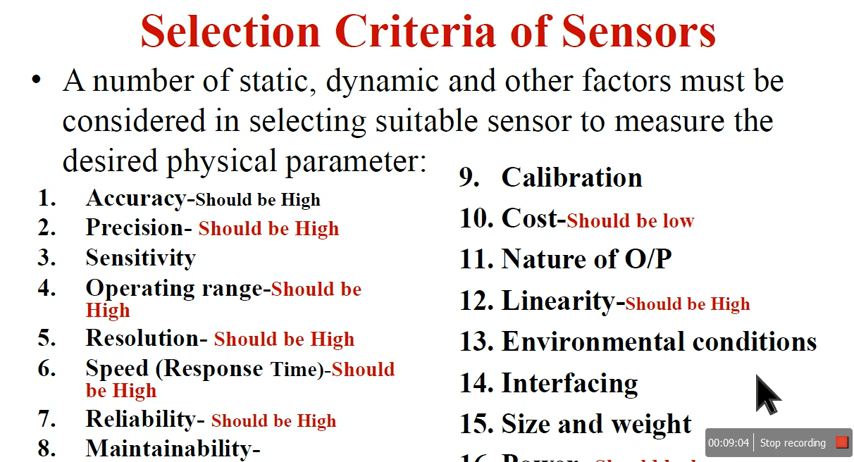 Selection Criteria of Sensors
• A number of static, dynamic and other factors must be
considered in selecting suitable sensor to measure the
desired physical parameter:
1. Accuracy-Should be High
2. Precision- Should be High
3. Sensitivity
4. Operating range-Should be
High
5. Resolution- Should be High
6. Speed (Response Time)-Should
be High
7. Reliability- Should be High
8. Maintainability-
9. Calibration
10. Cost-Should be low
11. Nature of O/P
12. Linearity-Should be High
13. Environmental conditions
14. Interfacing
15. Size and weight
00:09:04 Stop recording